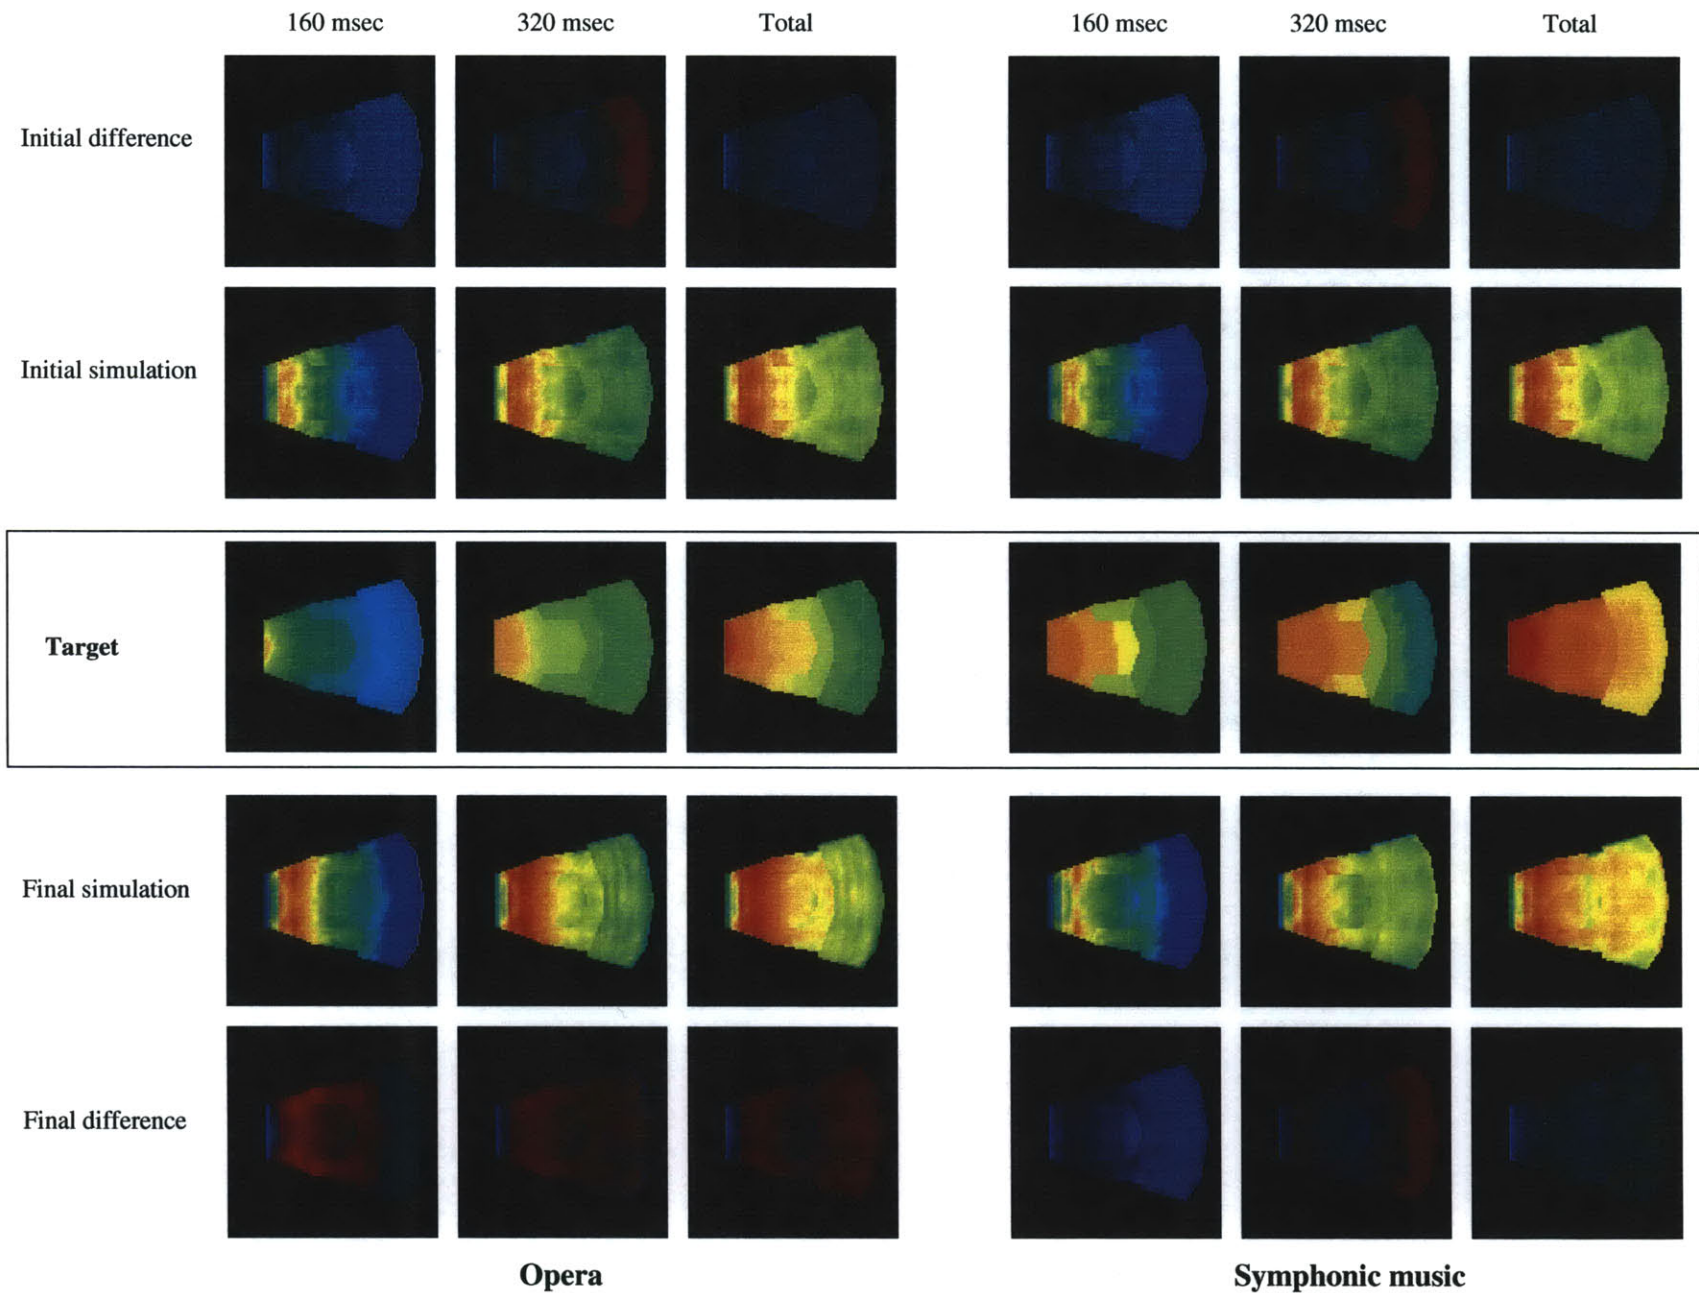 160 msec 320 msec Total 160 msec 320 msec Total
Initial difference
Initial simulation
Target
Final simulation
Final difference
Opera Symphonic music